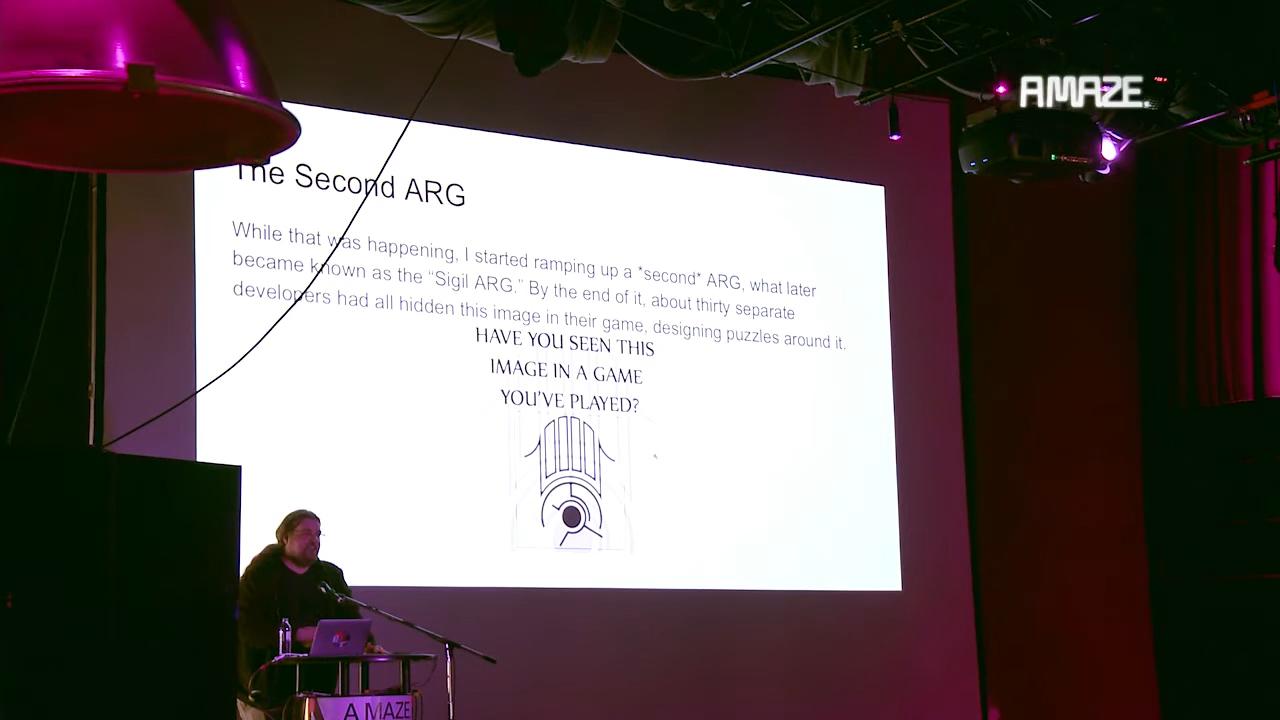 AMAZE.
The Second ARG
While that was happening, I started ramping up a *second* ARG, what later
became known as the “Sigil ARG.” By the end of it, about thirty separate
developers had all hidden this image in their game, designing puzzles around it.
HAVE YOU SEEN THIS
IMAGE IN A GAME
YOU’VE PLAYED?
A MAZE